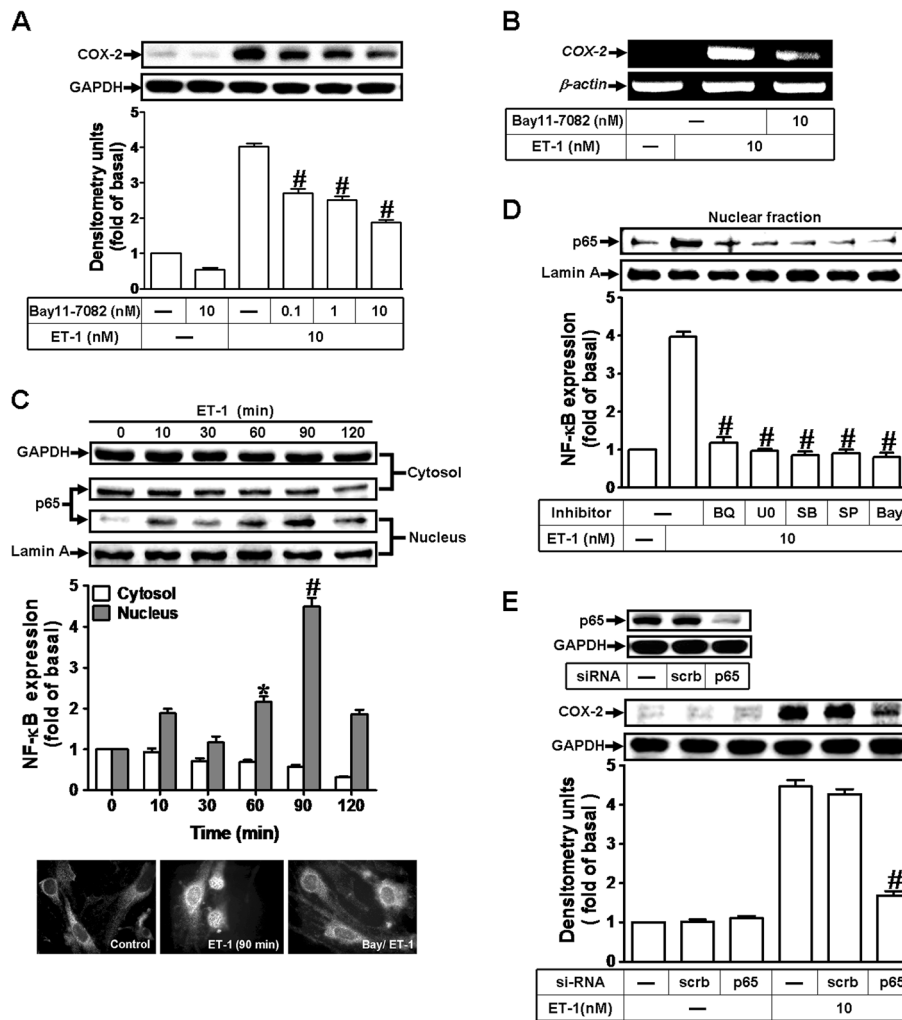 A
COX-2
GAPDH
Densitometry units
(fold of basal)
5
4
3
2
1
0
# # #
Bay11-7082 (nM) — 10 — 0.1 1 10
ET-1 (nM) — 10
B
COX-2
β-actin
Bay11-7082 (nM) — 10
ET-1 (nM) — 10
C
ET-1 (min)
0 10 30 60 90 120
GAPDH
Cytosol
p65
Nucleus
Lamin A
Cytosol
Nucleus
NF-κB expression
(fold of basal)
5
4
3
2
1
0
* #
0 10 30 60 90 120
Time (min)
Control
ET-1 (90 min)
Bay/ ET-1
D
Nuclear fraction
p65
Lamin A
NF-κB expression
(fold of basal)
5
4
3
2
1
0
# # # # #
Inhibitor — BQ U0 SB SP Bay
ET-1 (nM) — 10
E
p65
GAPDH
siRNA — scrb p65
COX-2
GAPDH
Densitometry units
( fold of basal )
5
4
3
2
1
0
#
si-RNA — scrb p65 — scrb p65
ET-1(nM) — 10